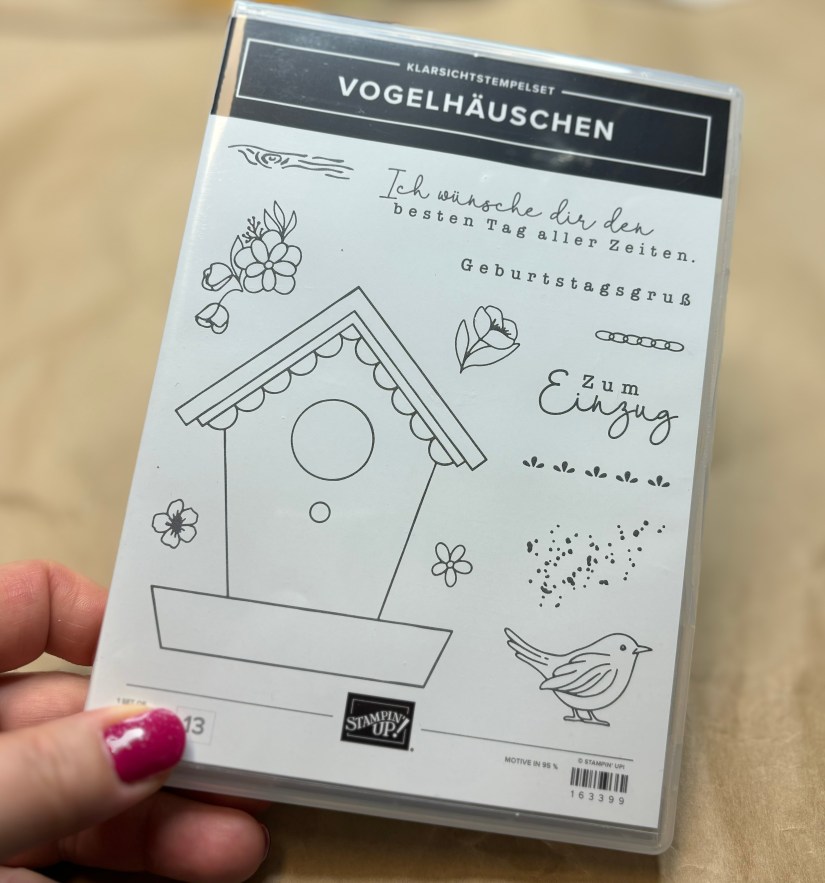 KLARSICHTSTEMPELSET
VOGELHÄUSCHEN
Ich wünsche dir den
besten Tag aller Zeiten.
Geburtstagsgruß
Zum
Einzug
13
STAMPIN' UP!
MOTIVE IN 95 %
© STAMPIN' UP!
163399